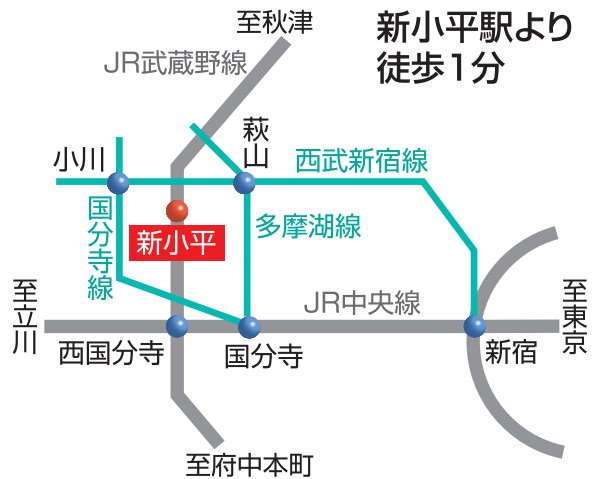 至秋津
新小平駅より
徒歩1分
JR武蔵野線
萩山
小川
西武新宿線
国分寺線
多摩湖線
新小平
至立川
JR中央線
至東京
西国分寺
国分寺
新宿
至府中本町